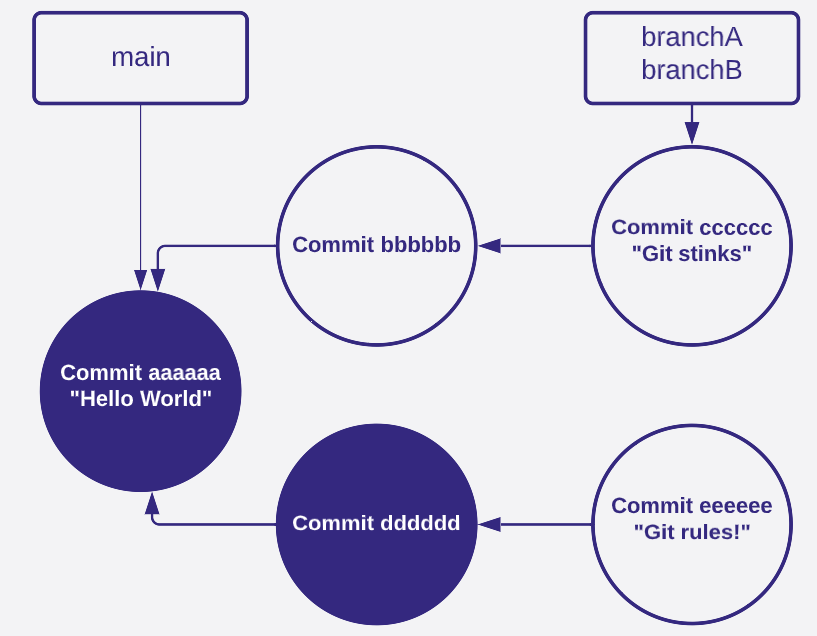 main
branchA
branchB
Commit bbbbbb
Commit cccccc
"Git stinks"
Commit aaaaaa
"Hello World"
Commit dddddd
Commit eeeeee
"Git rules!"